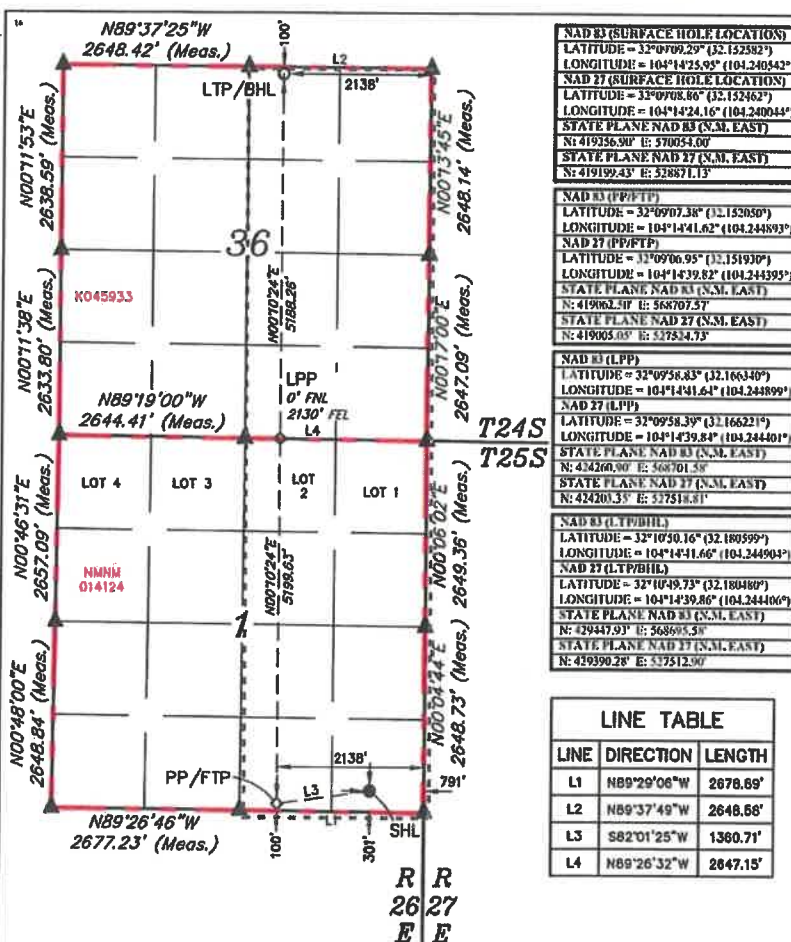 N89°37'25"W
2648.42' (Meas.)
100'
L2
LTP/BHL
2138'
N00°11'53"E
2638.59' (Meas.)
N00°13'45"E
2648.14' (Meas.)
36
K045933
N00°10'24"E
5188.26'
N00°11'38"E
2633.80' (Meas.)
N00°17'00"E
2647.09' (Meas.)
LPP
0' FNL
2130' FEL
N89°19'00"W
2644.41' (Meas.)
L4
T24S
T25S
LOT 4
LOT 3
LOT
2
LOT 1
N00°46'31"E
2657.09' (Meas.)
NMNM
014124
N00°10'24"E
5199.63'
N00°06'02"E
2649.36' (Meas.)
1
N00°48'00"E
2648.84' (Meas.)
N00°04'44"E
2648.73' (Meas.)
2138'
PP/FTP
L3
791'
N89°26'46"W
2677.23' (Meas.)
100'
L1
301'
SHL
R R
26 27
E E
NAD 83 (SURFACE HOLE LOCATION)
LATITUDE = 32°09'09.29" (32.152582°)
LONGITUDE = 104°14'25.95" (104.240542°)
NAD 27 (SURFACE HOLE LOCATION)
LATITUDE = 32°09'08.86" (32.152462°)
LONGITUDE = 104°14'24.16" (104.240044°)
STATE PLANE NAD 83 (N.M. EAST)
N: 419256.90' E: 570054.00'
STATE PLANE NAD 27 (N.M. EAST)
N: 419199.43' E: 528871.13'
NAD 83 (PP/FTP)
LATITUDE = 32°09'07.38" (32.152050°)
LONGITUDE = 104°14'41.62" (104.244893°)
NAD 27 (PP/FTP)
LATITUDE = 32°09'06.95" (32.151930°)
LONGITUDE = 104°14'39.82" (104.244395°)
STATE PLANE NAD 83 (N.M. EAST)
N: 419062.50' E: 568707.57'
STATE PLANE NAD 27 (N.M. EAST)
N: 419005.05' E: 527524.73'
NAD 83 (LPP)
LATITUDE = 32°09'58.83" (32.166340°)
LONGITUDE = 104°14'41.64" (104.244899°)
NAD 27 (LPP)
LATITUDE = 32°09'58.39" (32.166221°)
LONGITUDE = 104°14'39.84" (104.244401°)
STATE PLANE NAD 83 (N.M. EAST)
N: 424260.90' E: 568701.58'
STATE PLANE NAD 27 (N.M. EAST)
N: 424203.35' E: 527518.81'
NAD 83 (LTP/BHL)
LATITUDE = 32°10'50.16" (32.180599°)
LONGITUDE = 104°14'41.66" (104.244904°)
NAD 27 (LTP/BHL)
LATITUDE = 32°10'49.73" (32.180480°)
LONGITUDE = 104°14'39.86" (104.244406°)
STATE PLANE NAD 83 (N.M. EAST)
N: 429447.93' E: 568695.58'
STATE PLANE NAD 27 (N.M. EAST)
N: 429390.28' E: 527512.90'
LINE TABLE
LINE DIRECTION LENGTH
L1 N89°29'06"W 2678.69'
L2 N89°37'49"W 2648.58'
L3 S82°01'25"W 1360.71'
L4 N89°26'32"W 2647.15'